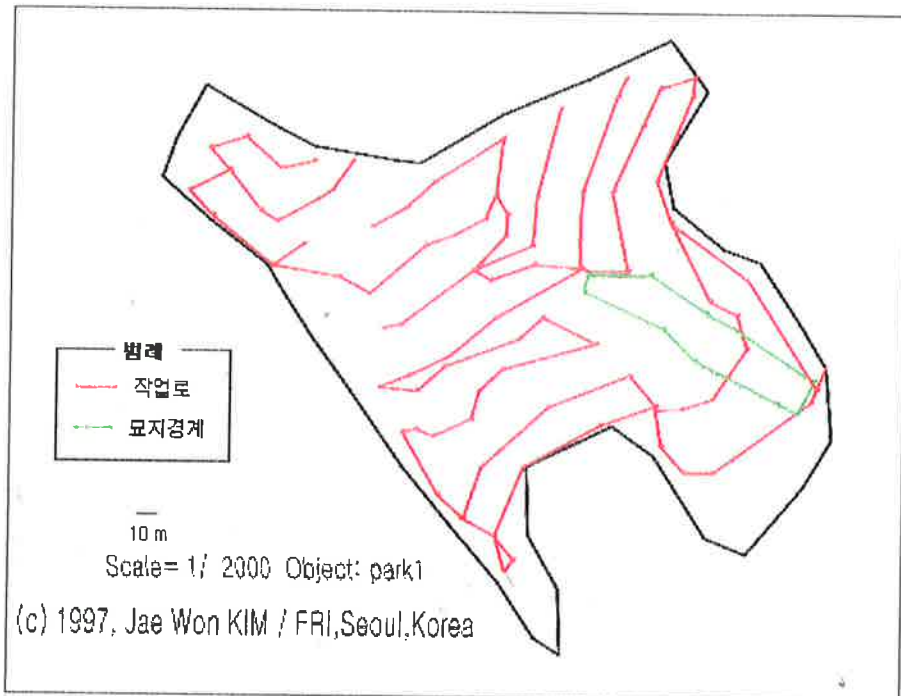 범례
작업로
묘지경계
10 m
Scale= 1/ 2000 Object: park1
(c) 1997, Jae Won KIM / FRI,Seoul,Korea